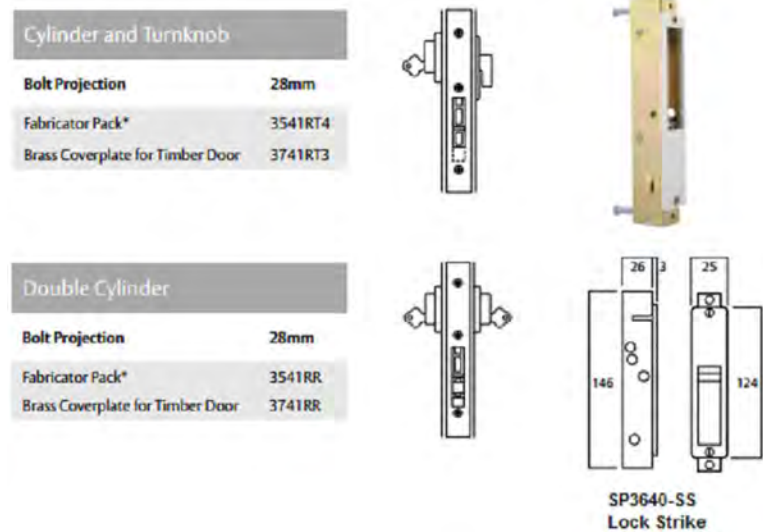 Cylinder and Turnknob
Bolt Projection 28mm
Fabricator Pack* 3541RT4
Brass Coverplate for Timber Door 3741RT3
Double Cylinder
Bolt Projection 28mm
Fabricator Pack* 3541RR
Brass Coverplate for Timber Door 3741RR
26 3 25
146 124
SP3640-SS
Lock Strike